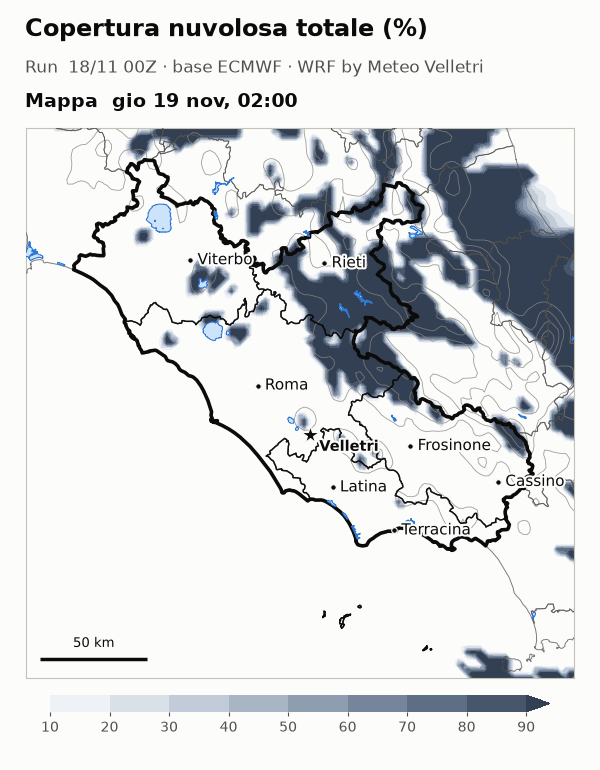 Copertura nuvolosa totale (%)
Run 18/11 00Z · base ECMWF · WRF by Meteo Velletri
Mappa gio 19 nov, 02:00
Viterbo
Rieti
Roma
Velletri
Frosinone
Cassino
Latina
Terracina
50 km
10 20 30 40 50 60 70 80 90